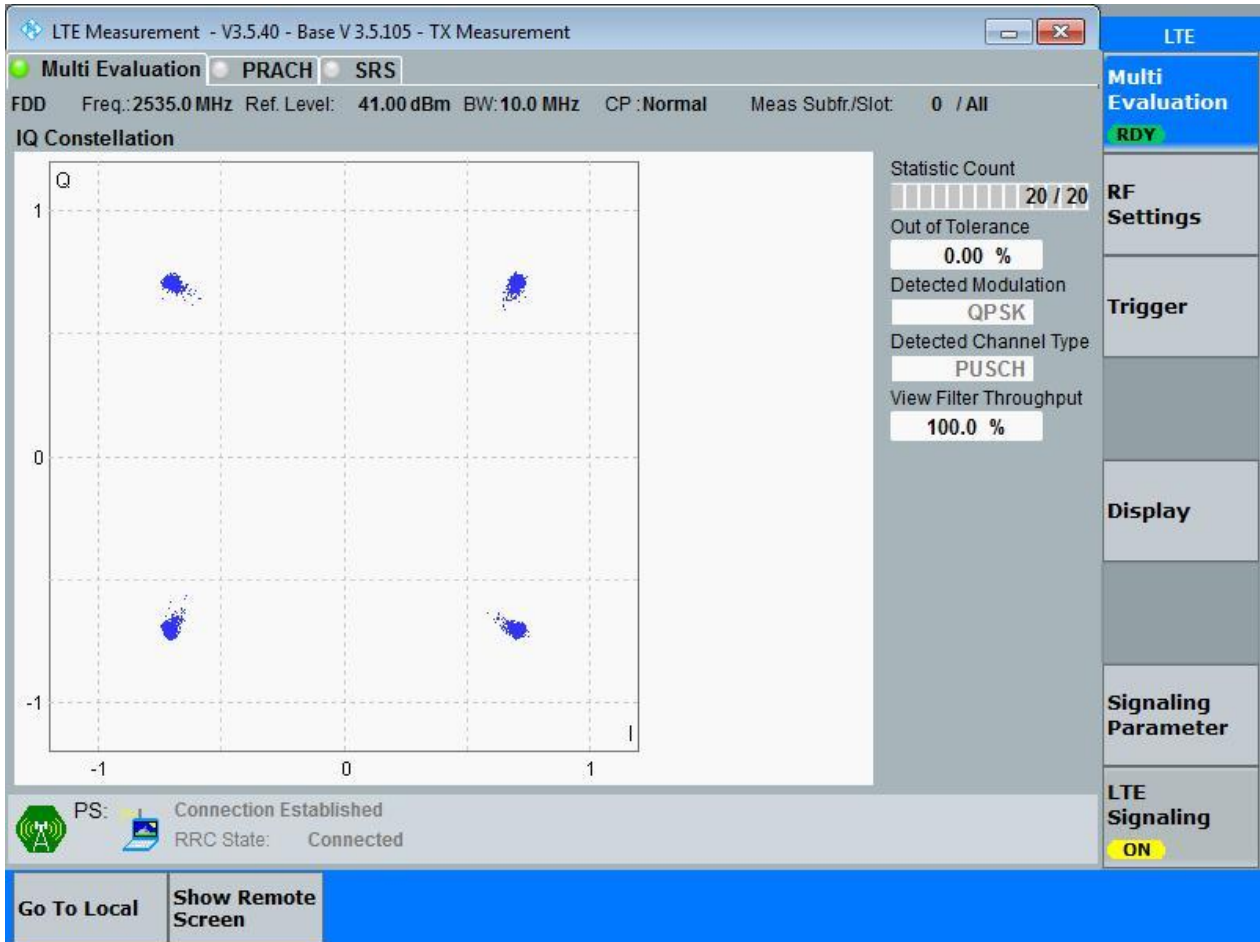 LTE Measurement - V3.5.40 - Base V 3.5.105 - TX Measurement
LTE
Multi Evaluation PRACH SRS
FDD Freq.: 2535.0 MHz Ref. Level: 41.00 dBm BW: 10.0 MHz CP : Normal Meas Subfr./Slot: 0 / All
IQ Constellation
Q
1
0
-1
I
-1 0 1
Statistic Count
20 / 20
Out of Tolerance
0.00 %
Detected Modulation
QPSK
Detected Channel Type
PUSCH
View Filter Throughput
100.0 %
Multi
Evaluation
RDY
RF
Settings
Trigger
Display
Signaling
Parameter
LTE
Signaling
ON
PS: Connection Established
RRC State: Connected
Go To Local
Show Remote
Screen